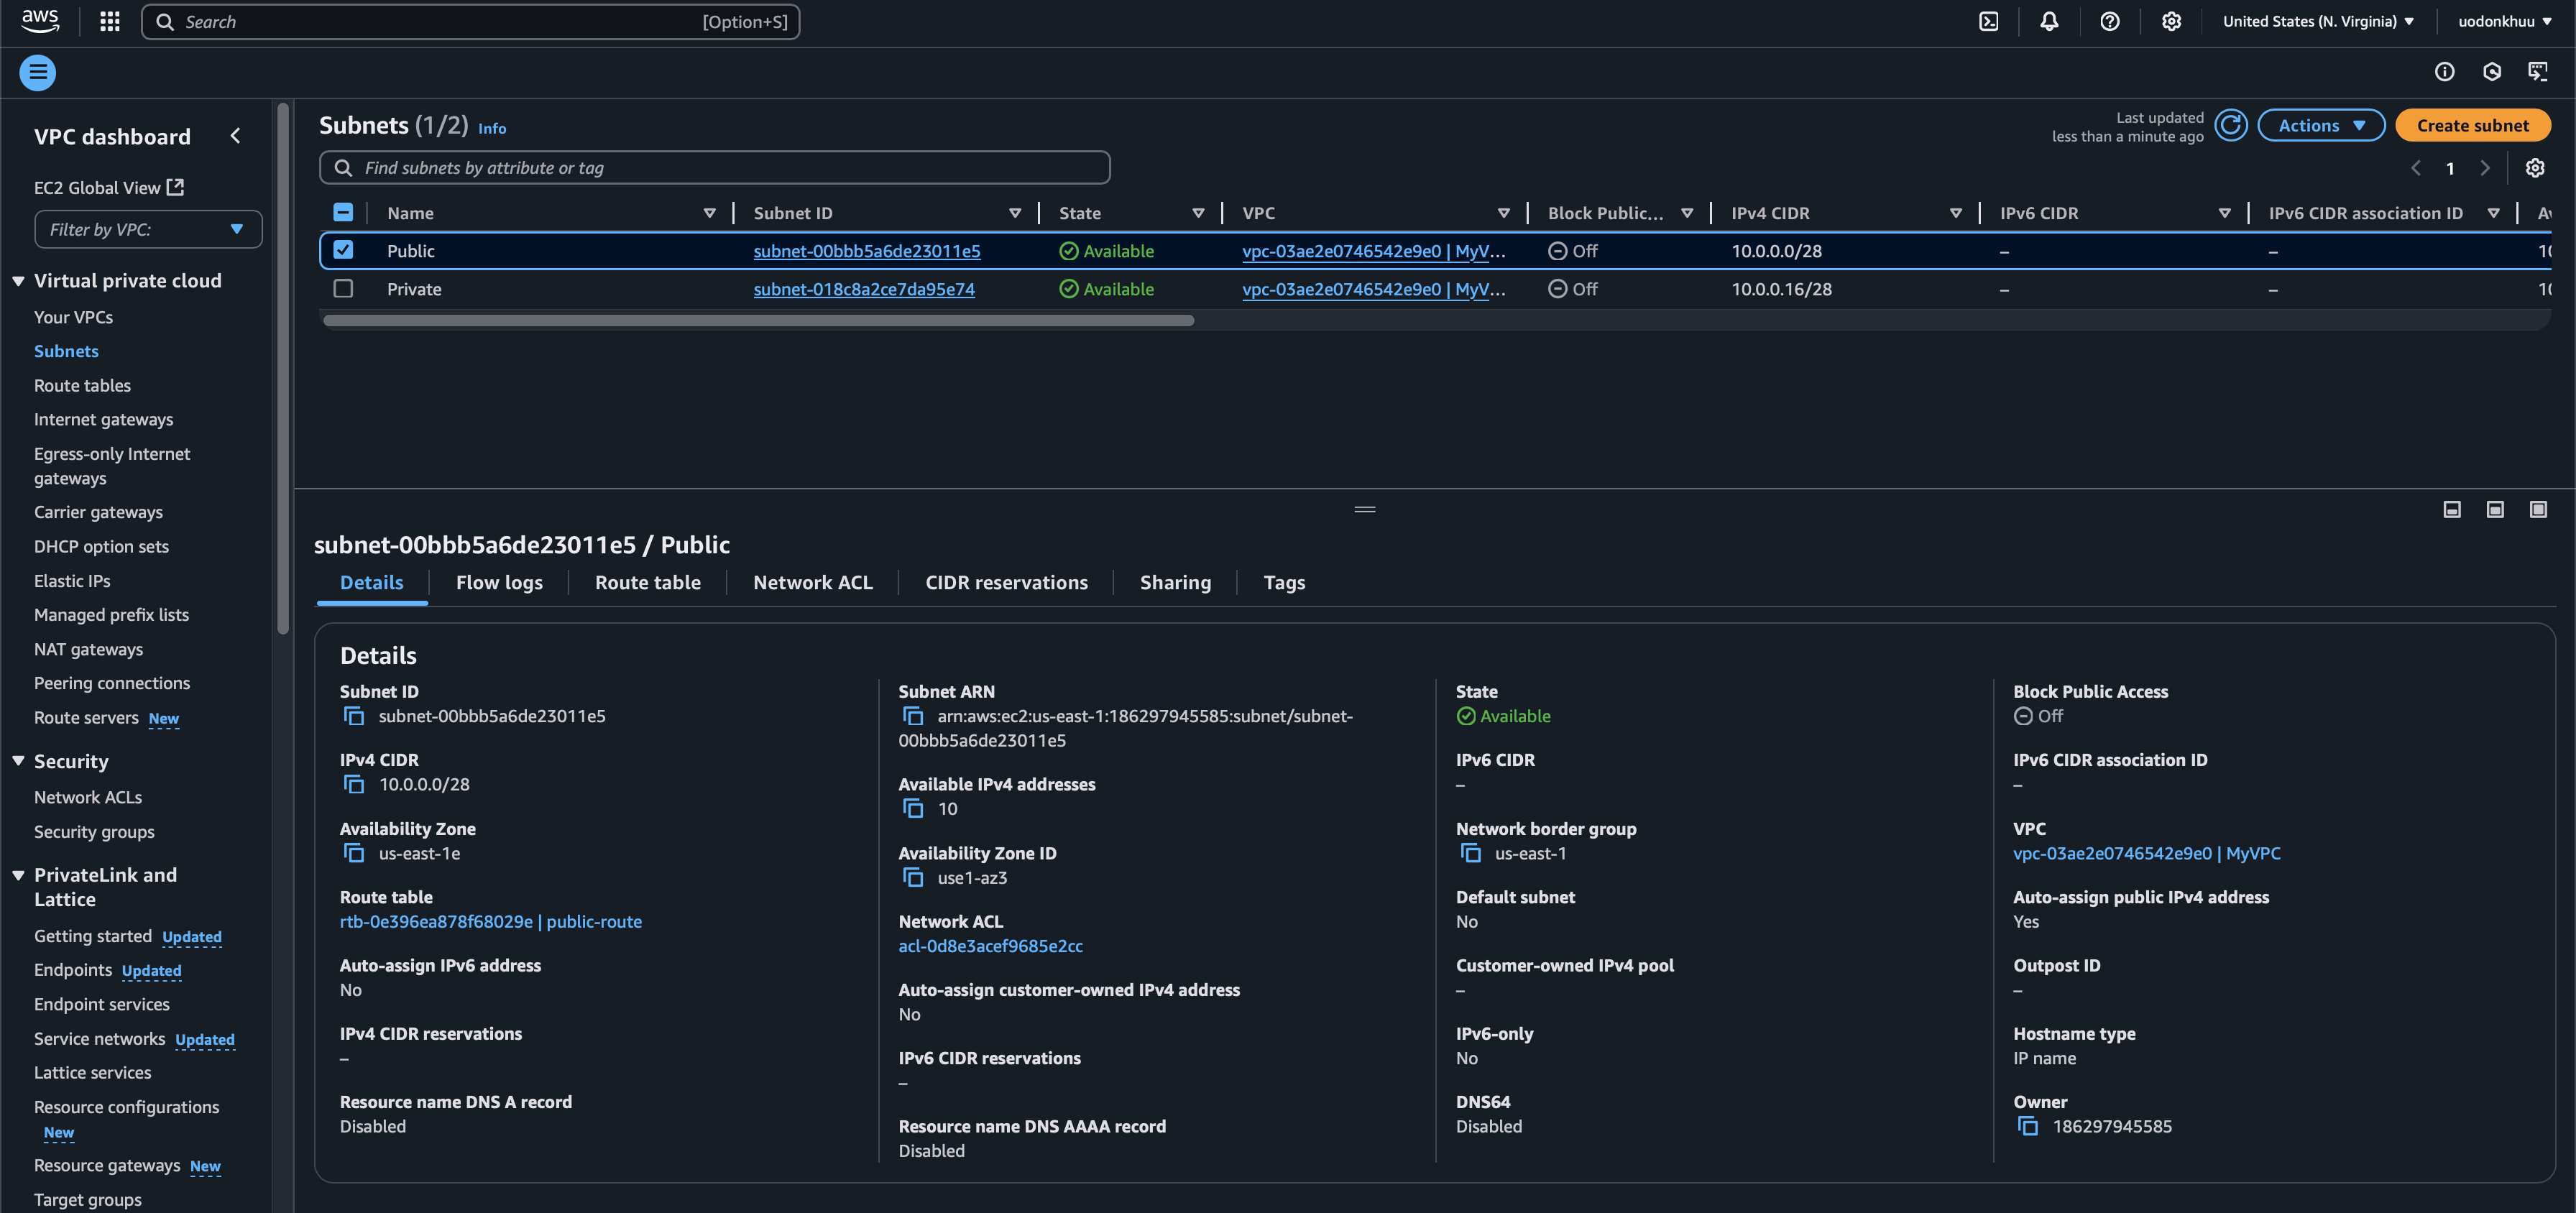 aws
Search
[Option+S]
United States (N. Virginia)
uodonkhuu
VPC dashboard
EC2 Global View
Filter by VPC:
Virtual private cloud
Your VPCs
Subnets
Route tables
Internet gateways
Egress-only Internet
gateways
Carrier gateways
DHCP option sets
Elastic IPs
Managed prefix lists
NAT gateways
Peering connections
Route servers New
Security
Network ACLs
Security groups
PrivateLink and
Lattice
Getting started Updated
Endpoints Updated
Endpoint services
Service networks Updated
Lattice services
Resource configurations
New
Resource gateways New
Target groups
Subnets (1/2) Info
Last updated
less than a minute ago
Actions
Create subnet
Find subnets by attribute or tag
1
Name Subnet ID State VPC Block Public... IPv4 CIDR IPv6 CIDR IPv6 CIDR association ID
Public subnet-00bbb5a6de23011e5 Available vpc-03ae2e0746542e9e0 | MyV... Off 10.0.0.0/28 – –
Private subnet-018c8a2ce7da95e74 Available vpc-03ae2e0746542e9e0 | MyV... Off 10.0.0.16/28 – –
subnet-00bbb5a6de23011e5 / Public
Details Flow logs Route table Network ACL CIDR reservations Sharing Tags
Details
Subnet ID
subnet-00bbb5a6de23011e5
IPv4 CIDR
10.0.0.0/28
Availability Zone
us-east-1e
Route table
rtb-0e396ea878f68029e | public-route
Auto-assign IPv6 address
No
IPv4 CIDR reservations
–
Resource name DNS A record
Disabled
Subnet ARN
arn:aws:ec2:us-east-1:186297945585:subnet/subnet-
00bbb5a6de23011e5
Available IPv4 addresses
10
Availability Zone ID
use1-az3
Network ACL
acl-0d8e3acef9685e2cc
Auto-assign customer-owned IPv4 address
No
IPv6 CIDR reservations
–
Resource name DNS AAAA record
Disabled
State
Available
IPv6 CIDR
–
Network border group
us-east-1
Default subnet
No
Customer-owned IPv4 pool
–
IPv6-only
No
DNS64
Disabled
Block Public Access
Off
IPv6 CIDR association ID
–
VPC
vpc-03ae2e0746542e9e0 | MyVPC
Auto-assign public IPv4 address
Yes
Outpost ID
–
Hostname type
IP name
Owner
186297945585